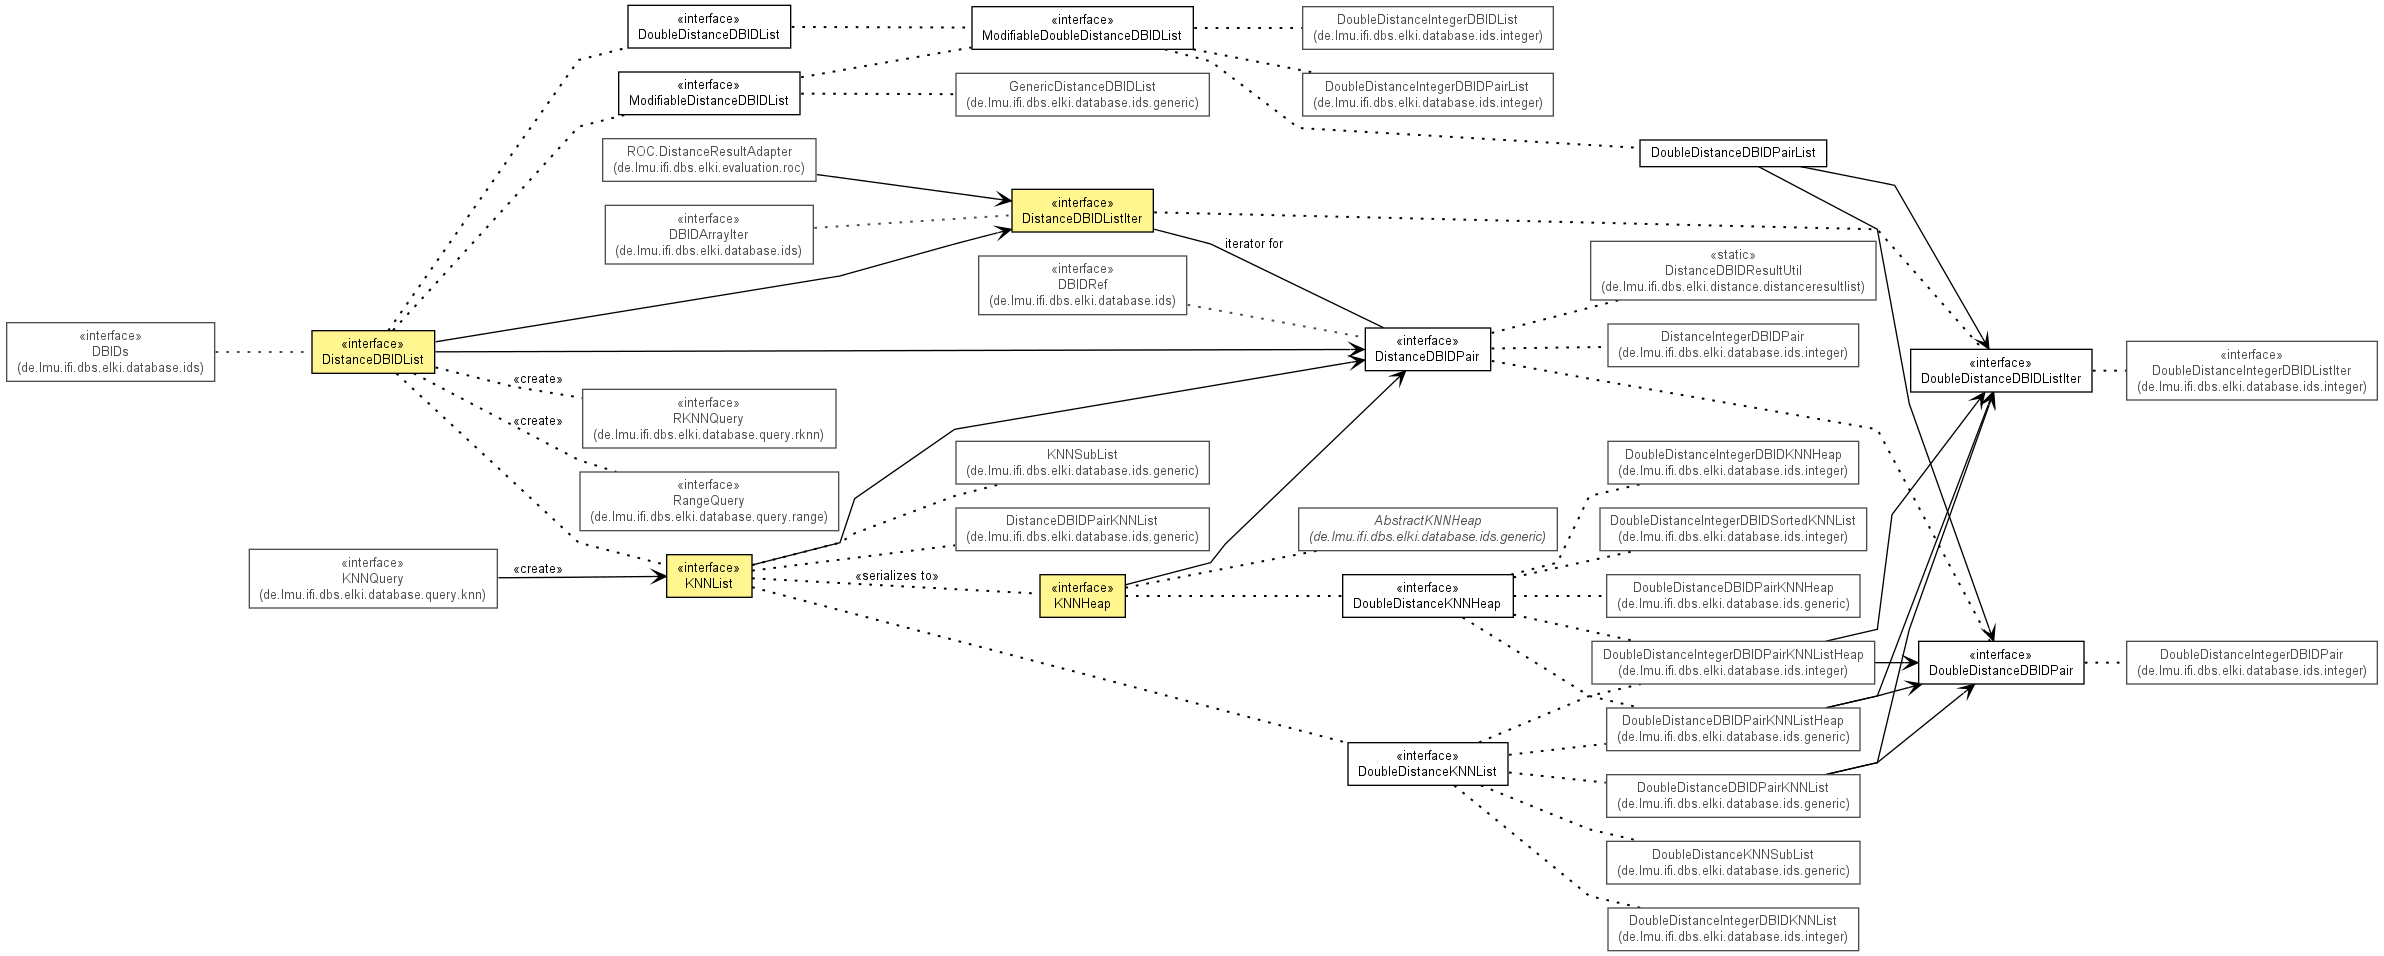 «interface»
DoubleDistanceDBIDList
«interface»
ModifiableDoubleDistanceDBIDList
DoubleDistanceIntegerDBIDList
(de.lmu.ifi.dbs.elki.database.ids.integer)
«interface»
ModifiableDistanceDBIDList
GenericDistanceDBIDList
(de.lmu.ifi.dbs.elki.database.ids.generic)
DoubleDistanceIntegerDBIDPairList
(de.lmu.ifi.dbs.elki.database.ids.integer)
ROC.DistanceResultAdapter
(de.lmu.ifi.dbs.elki.evaluation.roc)
DoubleDistanceDBIDPairList
«interface»
DistanceDBIDListIter
«interface»
DBIDArrayIter
(de.lmu.ifi.dbs.elki.database.ids)
iterator for
«interface»
DBIDRef
(de.lmu.ifi.dbs.elki.database.ids)
«static»
DistanceDBIDResultUtil
(de.lmu.ifi.dbs.elki.distance.distanceresultlist)
«interface»
DBIDs
(de.lmu.ifi.dbs.elki.database.ids)
«interface»
DistanceDBIDList
«interface»
DistanceDBIDPair
DistanceIntegerDBIDPair
(de.lmu.ifi.dbs.elki.database.ids.integer)
«interface»
DoubleDistanceDBIDListIter
«interface»
DoubleDistanceIntegerDBIDListIter
(de.lmu.ifi.dbs.elki.database.ids.integer)
«create»
«interface»
RKNNQuery
(de.lmu.ifi.dbs.elki.database.query.rknn)
«create»
«interface»
RangeQuery
(de.lmu.ifi.dbs.elki.database.query.range)
KNNSubList
(de.lmu.ifi.dbs.elki.database.ids.generic)
DoubleDistanceIntegerDBIDKNNHeap
(de.lmu.ifi.dbs.elki.database.ids.integer)
DistanceDBIDPairKNNList
(de.lmu.ifi.dbs.elki.database.ids.generic)
AbstractKNNHeap
(de.lmu.ifi.dbs.elki.database.ids.generic)
DoubleDistanceIntegerDBIDSortedKNNList
(de.lmu.ifi.dbs.elki.database.ids.integer)
«interface»
KNNQuery
(de.lmu.ifi.dbs.elki.database.query.knn)
«create»
«interface»
KNNList
«serializes to»
«interface»
KNNHeap
«interface»
DoubleDistanceKNNHeap
DoubleDistanceDBIDPairKNNHeap
(de.lmu.ifi.dbs.elki.database.ids.generic)
DoubleDistanceIntegerDBIDPairKNNListHeap
(de.lmu.ifi.dbs.elki.database.ids.integer)
«interface»
DoubleDistanceDBIDPair
DoubleDistanceIntegerDBIDPair
(de.lmu.ifi.dbs.elki.database.ids.integer)
DoubleDistanceDBIDPairKNNListHeap
(de.lmu.ifi.dbs.elki.database.ids.generic)
«interface»
DoubleDistanceKNNList
DoubleDistanceDBIDPairKNNList
(de.lmu.ifi.dbs.elki.database.ids.generic)
DoubleDistanceKNNSubList
(de.lmu.ifi.dbs.elki.database.ids.generic)
DoubleDistanceIntegerDBIDKNNList
(de.lmu.ifi.dbs.elki.database.ids.integer)